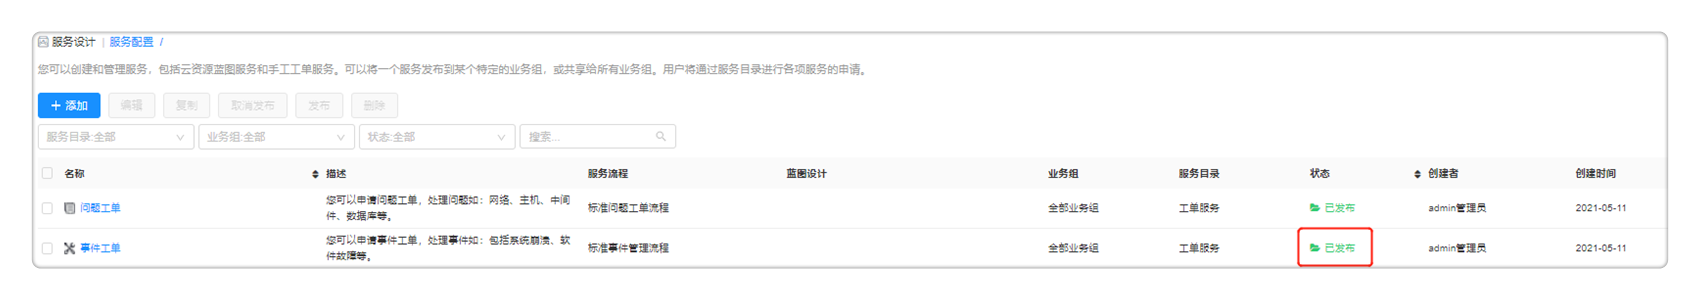 服务设计 | 服务配置 /
您可以创建和管理服务，包括云资源蓝图服务和手工工单服务。可以将一个服务发布到某个特定的业务组，或共享给所有业务组。用户将通过服务目录进行各项服务的申请。
+ 添加 编辑 复制 取消发布 发布 删除
服务目录:全部 业务组:全部 状态:全部 搜索...
名称 描述 服务流程 蓝图设计 业务组 服务目录 状态 创建者 创建时间
问题工单 您可以申请问题工单，处理问题如：网络、主机、中间件、数据库等。 标准问题工单流程 全部业务组 工单服务 已发布 admin管理员 2021-05-11
事件工单 您可以申请事件工单，处理事件如：包括系统崩溃、软件故障等。 标准事件管理流程 全部业务组 工单服务 已发布 admin管理员 2021-05-11